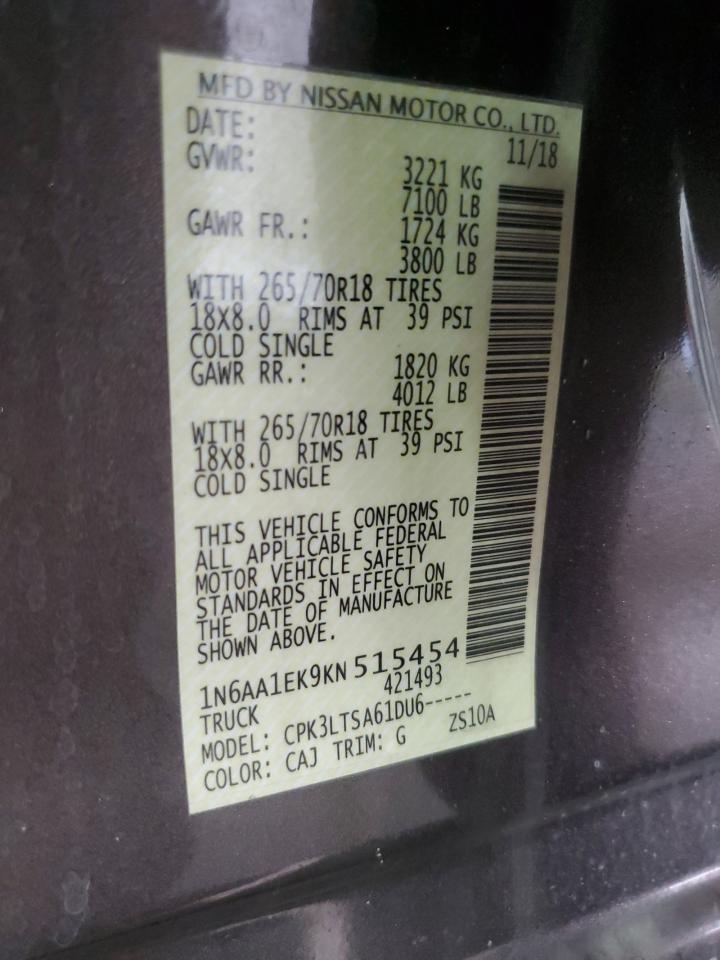 MFD BY NISSAN MOTOR CO., LTD.
DATE: 11/18
GVWR: 3221 KG
7100 LB
GAWR FR.: 1724 KG
3800 LB
WITH 265/70R18 TIRES
18X8.0 RIMS AT 39 PSI
COLD SINGLE
GAWR RR.: 1820 KG
4012 LB
WITH 265/70R18 TIRES
18X8.0 RIMS AT 39 PSI
COLD SINGLE
THIS VEHICLE CONFORMS TO
ALL APPLICABLE FEDERAL
MOTOR VEHICLE SAFETY
STANDARDS IN EFFECT ON
THE DATE OF MANUFACTURE
SHOWN ABOVE.
1N6AA1EK9KN 515454
TRUCK 421493
MODEL: CPK3LTSA61DU6-----
COLOR: CAJ TRIM: G ZS10A